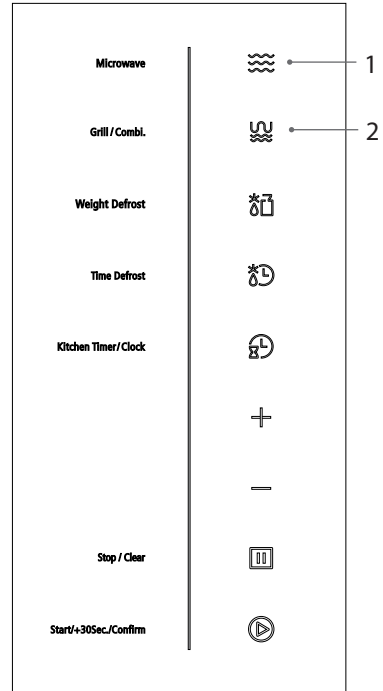 Microwave 1
Grill / Combi. 2
Weight Defrost
Time Defrost
Kitchen Timer/Clock
+
—
Stop / Clear
Start/+30Sec./Confirm